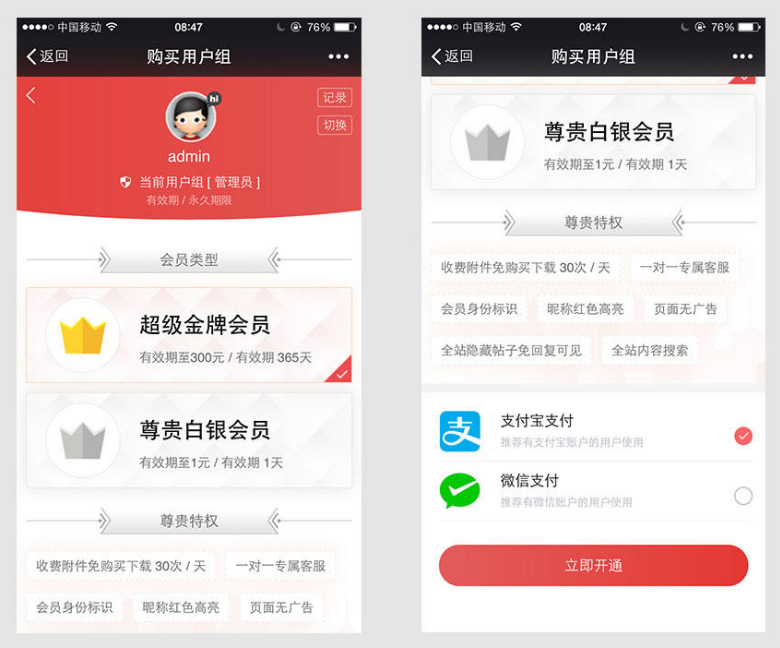 中国移动 08:47 76%
返回 购买用户组
记录
hi
切换
admin
当前用户组 [ 管理员 ]
有效期 / 永久期限
会员类型
超级金牌会员
有效期至300元 / 有效期 365天
尊贵白银会员
有效期至1元 / 有效期 1天
尊贵特权
收费附件免购买下载 30次 / 天 一对一专属客服
会员身份标识 昵称红色高亮 页面无广告
中国移动 08:47 76%
返回 购买用户组
尊贵白银会员
有效期至1元 / 有效期 1天
尊贵特权
收费附件免购买下载 30次 / 天 一对一专属客服
会员身份标识 昵称红色高亮 页面无广告
全站隐藏帖子免回复可见 全站内容搜索
支 支付宝支付
推荐有支付宝账户的用户使用
微信支付
推荐有微信账户的用户使用
立即开通